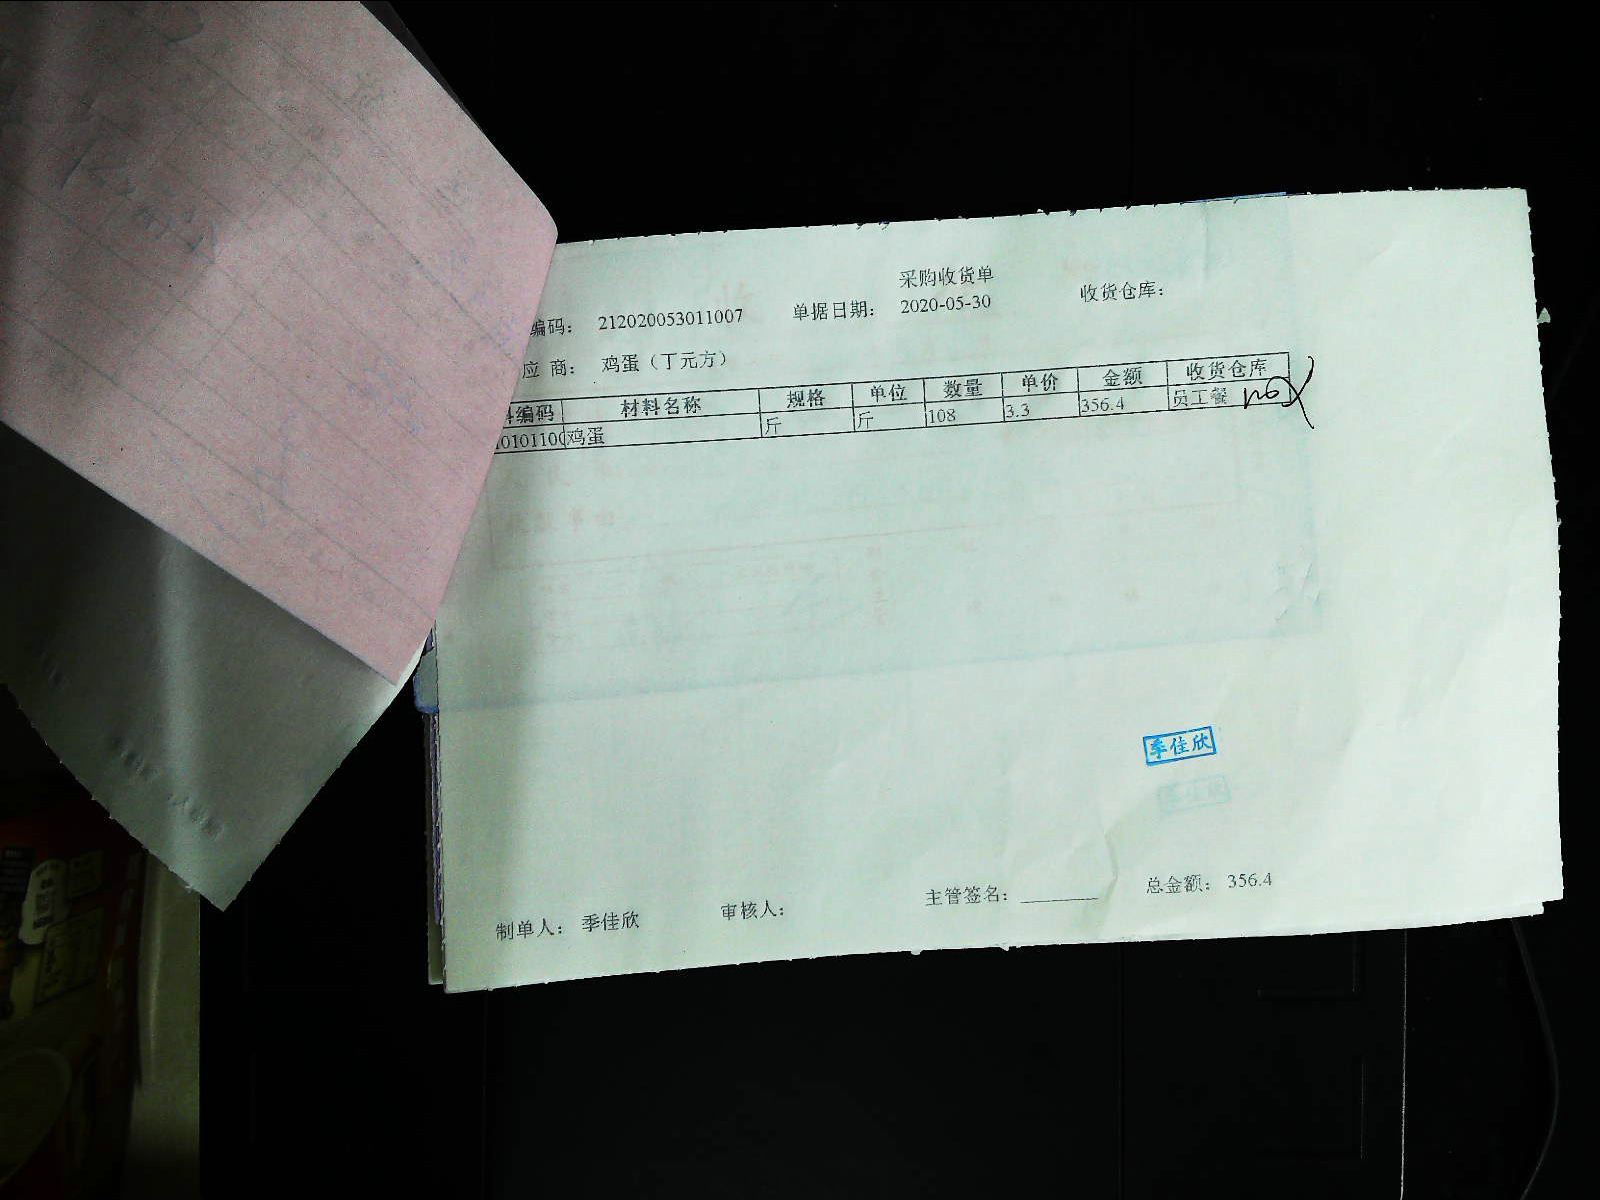 采购收货单
编码： 212020053011007 单据日期： 2020-05-30 收货仓库：
应 商： 鸡蛋（丁元方）
编码 材料名称 规格 单位 数量 单价 金额 收货仓库
0101100 鸡蛋 斤 斤 108 3.3 356.4 员工餐
季佳欣
制单人： 季佳欣 审核人： 主管签名： 总金额： 356.4